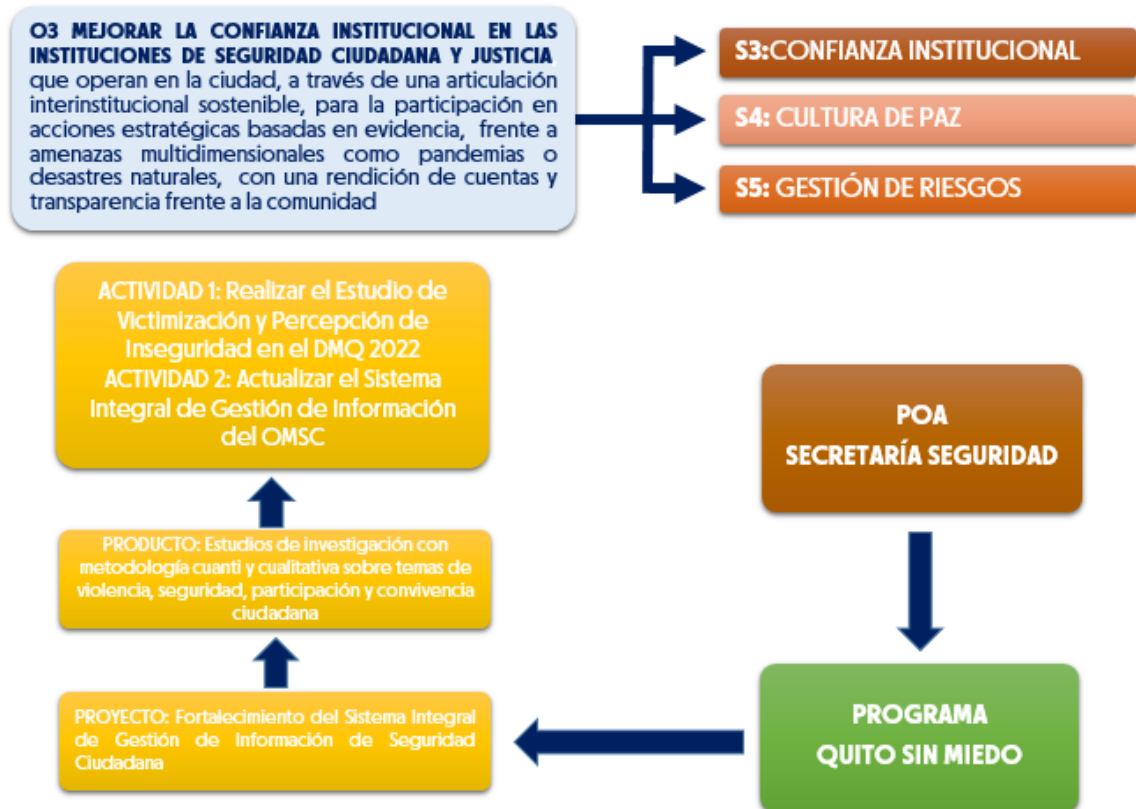 O3 MEJORAR LA CONFIANZA INSTITUCIONAL EN LAS
INSTITUCIONES DE SEGURIDAD CIUDADANA Y JUSTICIA
que operan en la ciudad, a través de una articulación
interinstitucional sostenible, para la participación en
acciones estratégicas basadas en evidencia, frente a
amenazas multidimensionales como pandemias o
desastres naturales, con una rendición de cuentas y
transparencia frente a la comunidad
S3:CONFIANZA INSTITUCIONAL
S4: CULTURA DE PAZ
S5: GESTIÓN DE RIESGOS
ACTIVIDAD 1: Realizar el Estudio de
Victimización y Percepción de
Inseguridad en el DMQ 2022
ACTIVIDAD 2: Actualizar el Sistema
Integral de Gestión de Información
del OMSC
POA
SECRETARÍA SEGURIDAD
PRODUCTO: Estudios de investigación con
metodología cuanti y cualitativa sobre temas de
violencia, seguridad, participación y convivencia
ciudadana
PROYECTO: Fortalecimiento del Sistema Integral
de Gestión de Información de Seguridad
Ciudadana
PROGRAMA
QUITO SIN MIEDO